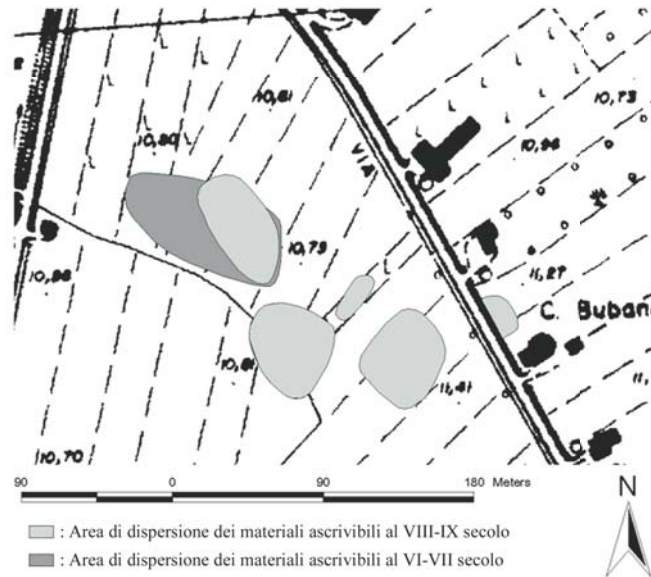 10,61
10,73
10,80
VIA
10,96
10,79
11,27
10,86
C. Buban
10,81
11,41
11,
10,70
90 0 90 180 Meters
N
: Area di dispersione dei materiali ascrivibili al VIII-IX secolo
: Area di dispersione dei materiali ascrivibili al VI-VII secolo